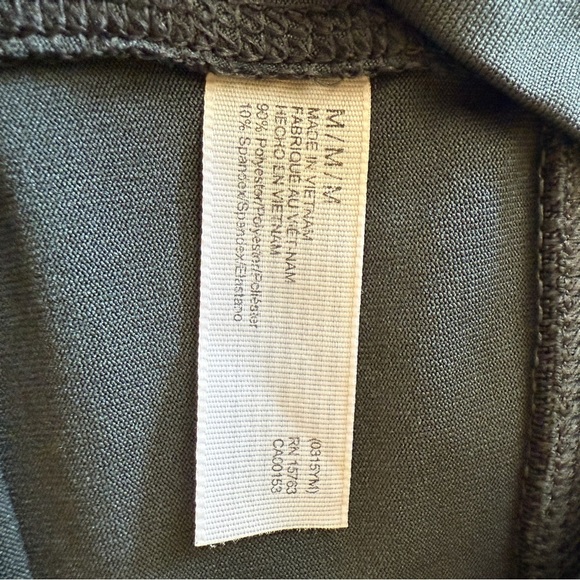 M/M/M
MADE IN VIETNAM
FABRIQUE AU VIET-NAM
HECHO EN VIETNAM
90% Polyester/Polyester/Poliéster
10% Spandex/Spandex/Elastano
(0315YM)
RN 15763
CA00153